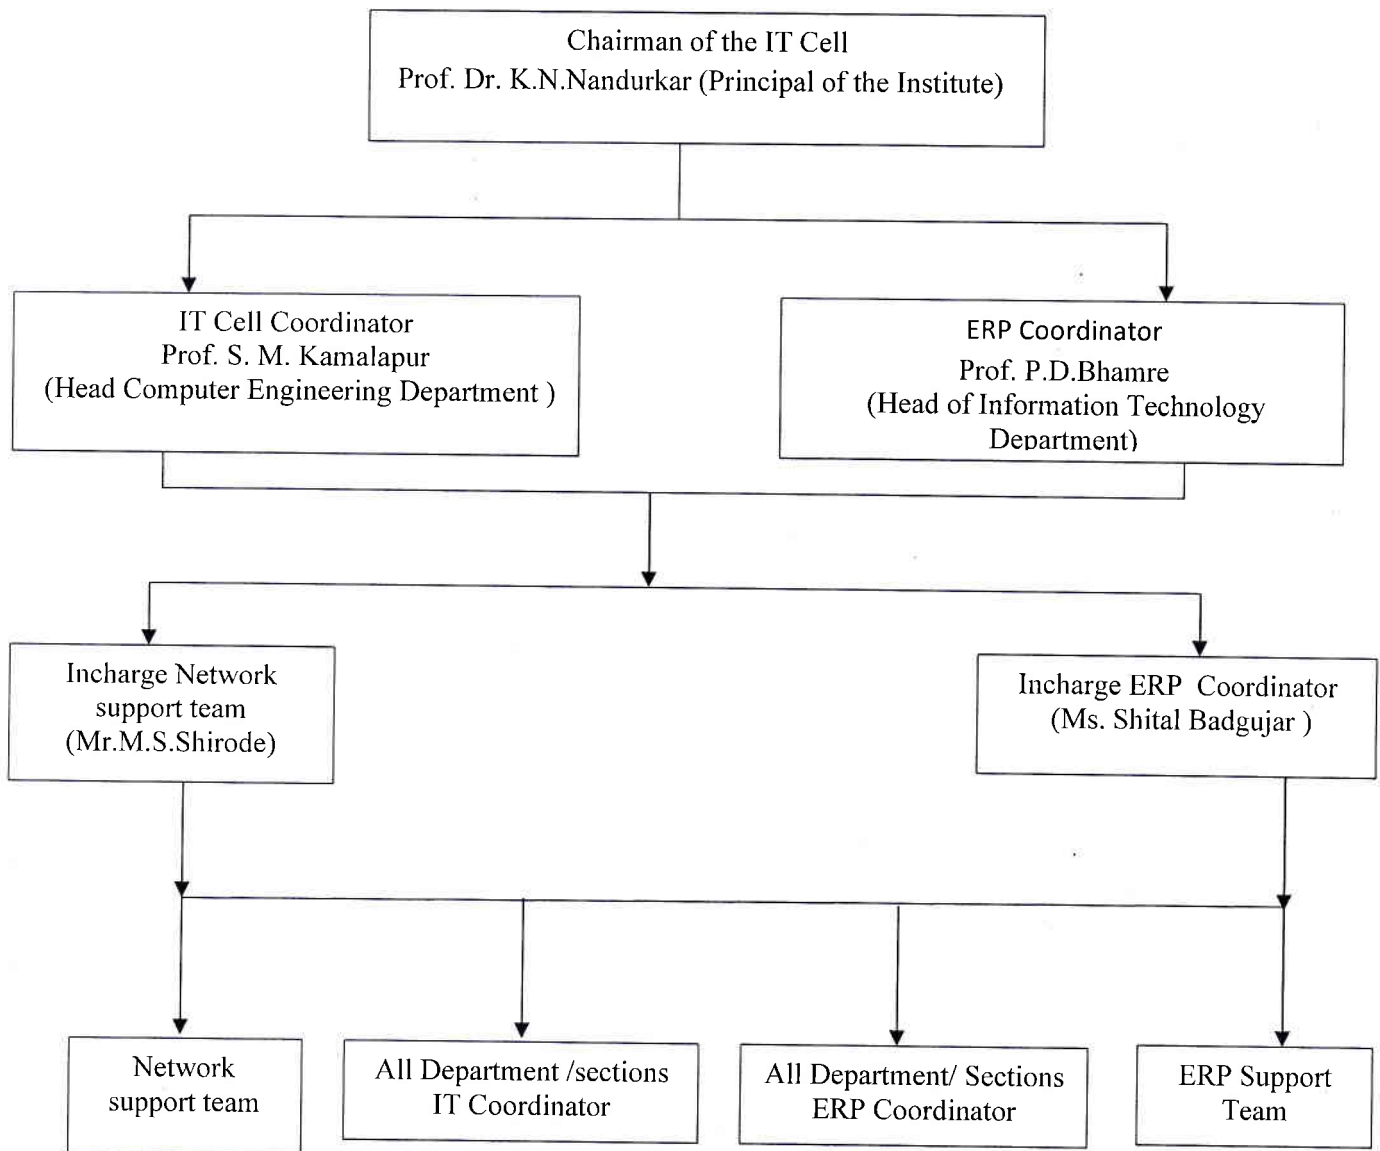 Chairman of the IT Cell
Prof. Dr. K.N.Nandurkar (Principal of the Institute)
IT Cell Coordinator
Prof. S. M. Kamalapur
(Head Computer Engineering Department )
ERP Coordinator
Prof. P.D.Bhamre
(Head of Information Technology
Department)
Incharge Network
support team
(Mr.M.S.Shirode)
Incharge ERP Coordinator
(Ms. Shital Badgujar )
Network
support team
All Department /sections
IT Coordinator
All Department/ Sections
ERP Coordinator
ERP Support
Team